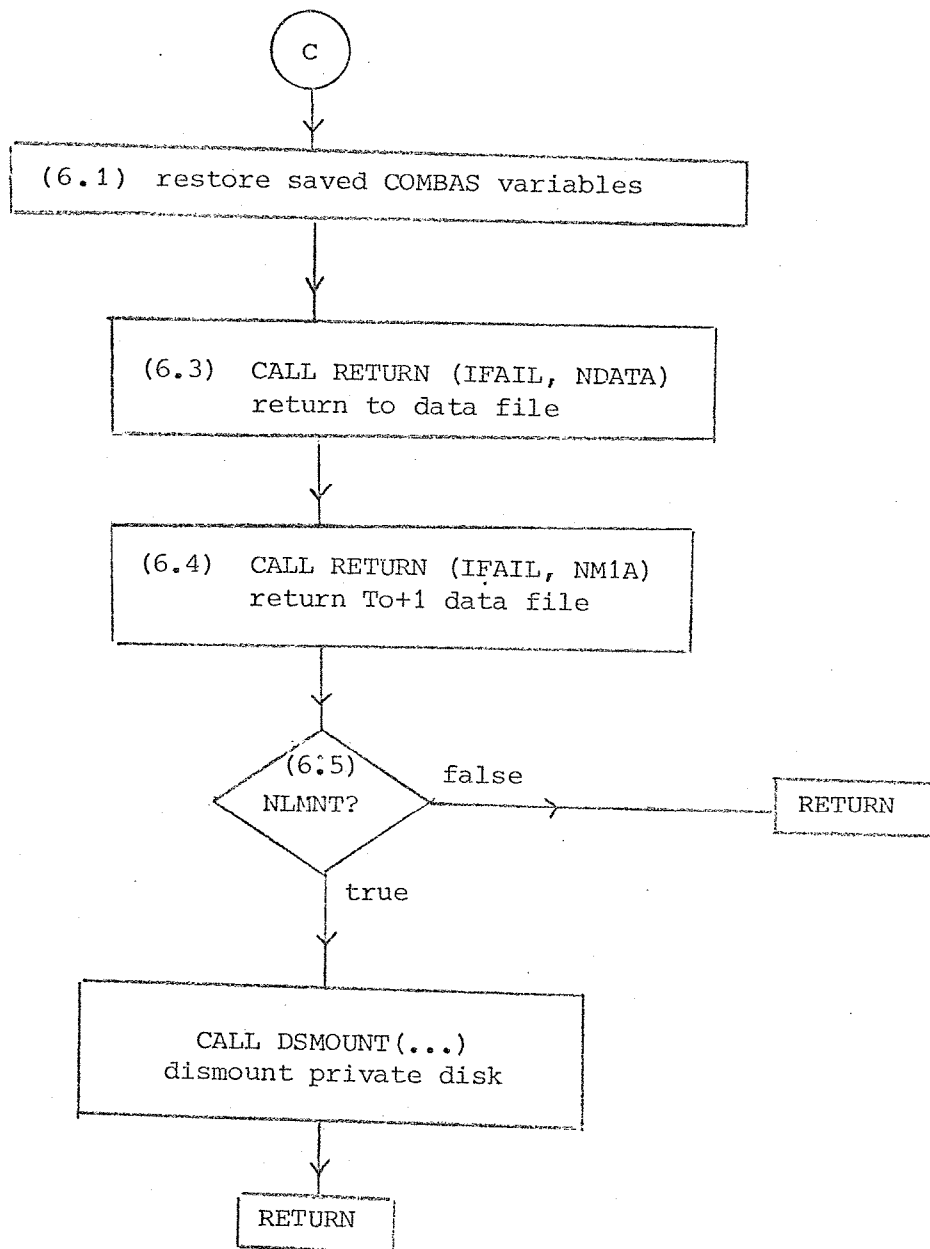 C
(6.1) restore saved COMBAS variables
(6.3) CALL RETURN (IFAIL, NDATA)
return to data file
(6.4) CALL RETURN (IFAIL, NM1A)
return To+1 data file
(6.5)
NLMNT?
false
RETURN
true
CALL DSMOUNT(...)
dismount private disk
RETURN